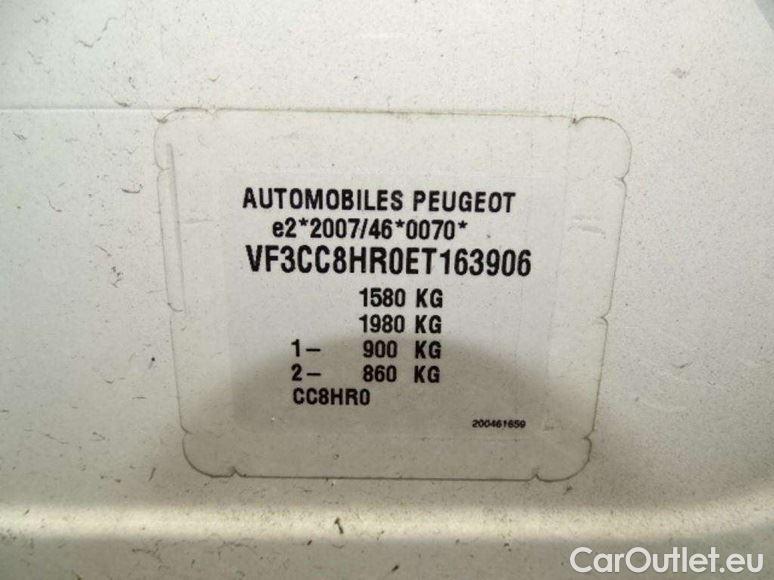 AUTOMOBILES PEUGEOT
e2*2007/46*0070*
VF3CC8HR0ET163906
1580 KG
1980 KG
1- 900 KG
2- 860 KG
CC8HR0
200461659
CarOutlet.eu